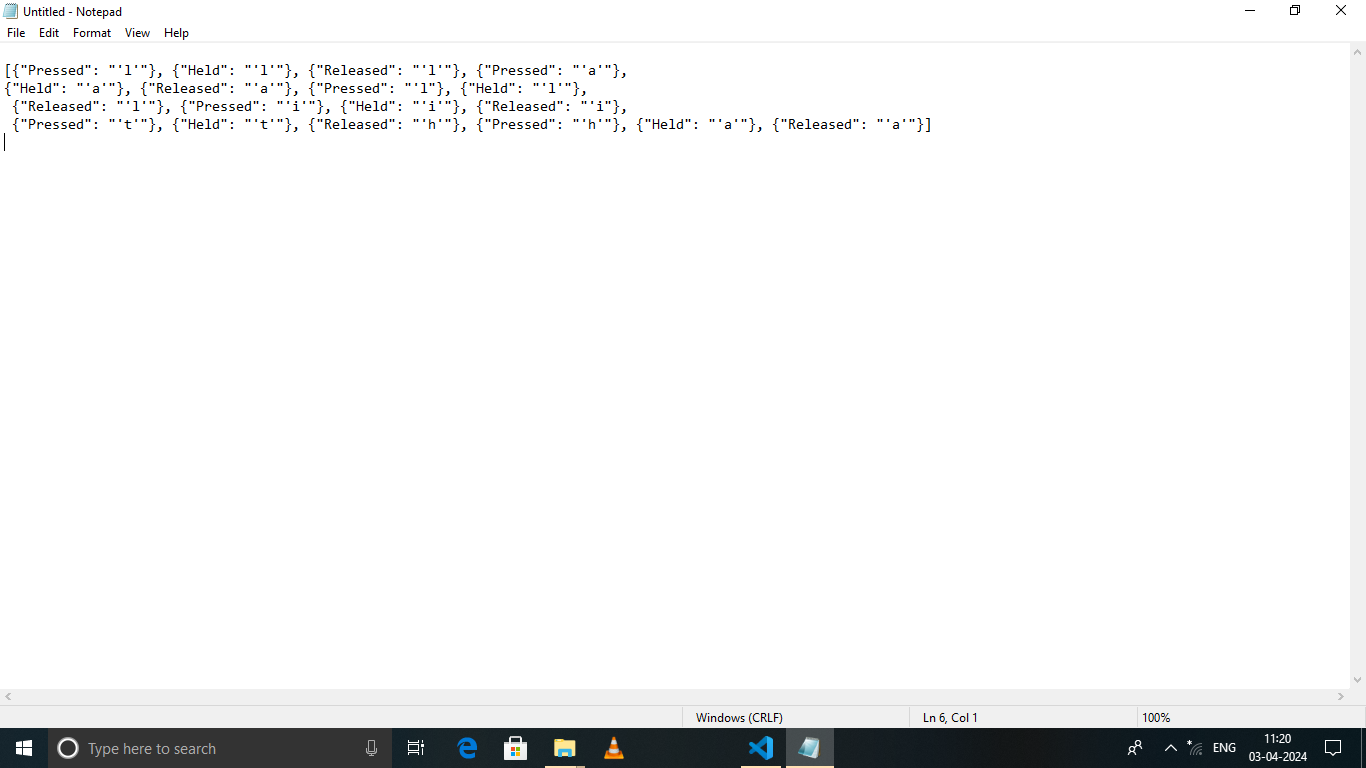 Untitled - Notepad
File Edit Format View Help
[{"Pressed": "'l'"}, {"Held": "'l'"}, {"Released": "'l'"}, {"Pressed": "'a'"},
{"Held": "'a'"}, {"Released": "'a'"}, {"Pressed": "'l"}, {"Held": "'l'"},
{"Released": "'l'"}, {"Pressed": "'i'"}, {"Held": "'i'"}, {"Released": "'i"},
{"Pressed": "'t'"}, {"Held": "'t'"}, {"Released": "'h'"}, {"Pressed": "'h'"}, {"Held": "'a'"}, {"Released": "'a'"}]
Windows (CRLF) Ln 6, Col 1 100%
Type here to search ENG 11:20
03-04-2024